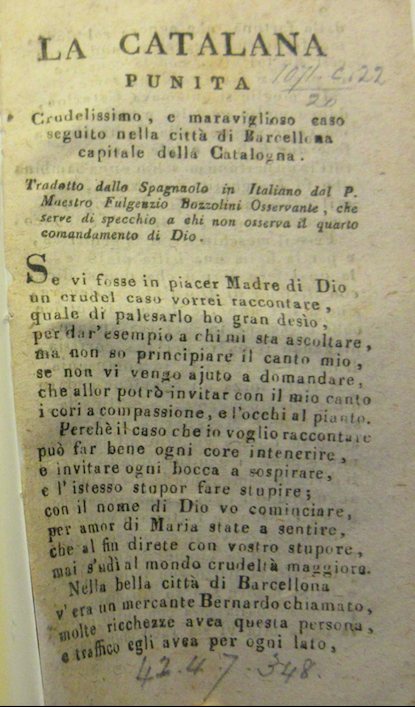 LA CATALANA
PUNITA
1071. c. 22
Crudelissimo, e maraviglioso caso
seguito nella città di Barcellona
capitale della Catalogna.
Tradotto dallo Spagnuolo in Italiano dal P.
Maestro Fulgenzio Bozzolini Osservante, che
serve di specchio a chi non osserva il quarto
comandamento di Dio.
Se vi fosse in piacer Madre di Dio
un crudel caso vorrei raccontare,
quale di palesarlo ho gran desio,
per dar'esempio a chi mi sta ascoltare,
ma non so principiare il canto mio,
se non vi vengo ajuto a domandare,
che allor potrò invitar con il mio canto
i cori a compassione, e l'occhi al pianto.
Perchè il caso che io voglio raccontare
può far bene ogni core intenerire,
e invitare ogni bocca a sospirare,
e l'istesso stupor fare stupire;
con il nome di Dio vo cominciare,
per amor di Maria state a sentire,
che al fin direte con vostro stupore,
mai s'udì al mondo crudeltà maggiore.
Nella bella città di Barcellona
v'era un mercante Bernardo chiamato,
molte ricchezze avea questa persona,
e traffico egli avea per ogni lato,
42.4.7.348.